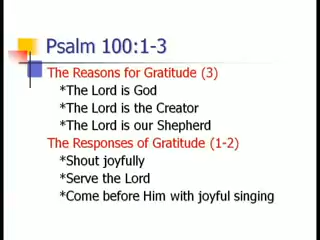 Psalm 100:1-3
The Reasons for Gratitude (3)
*The Lord is God
*The Lord is the Creator
*The Lord is our Shepherd
The Responses of Gratitude (1-2)
*Shout joyfully
*Serve the Lord
*Come before Him with joyful singing